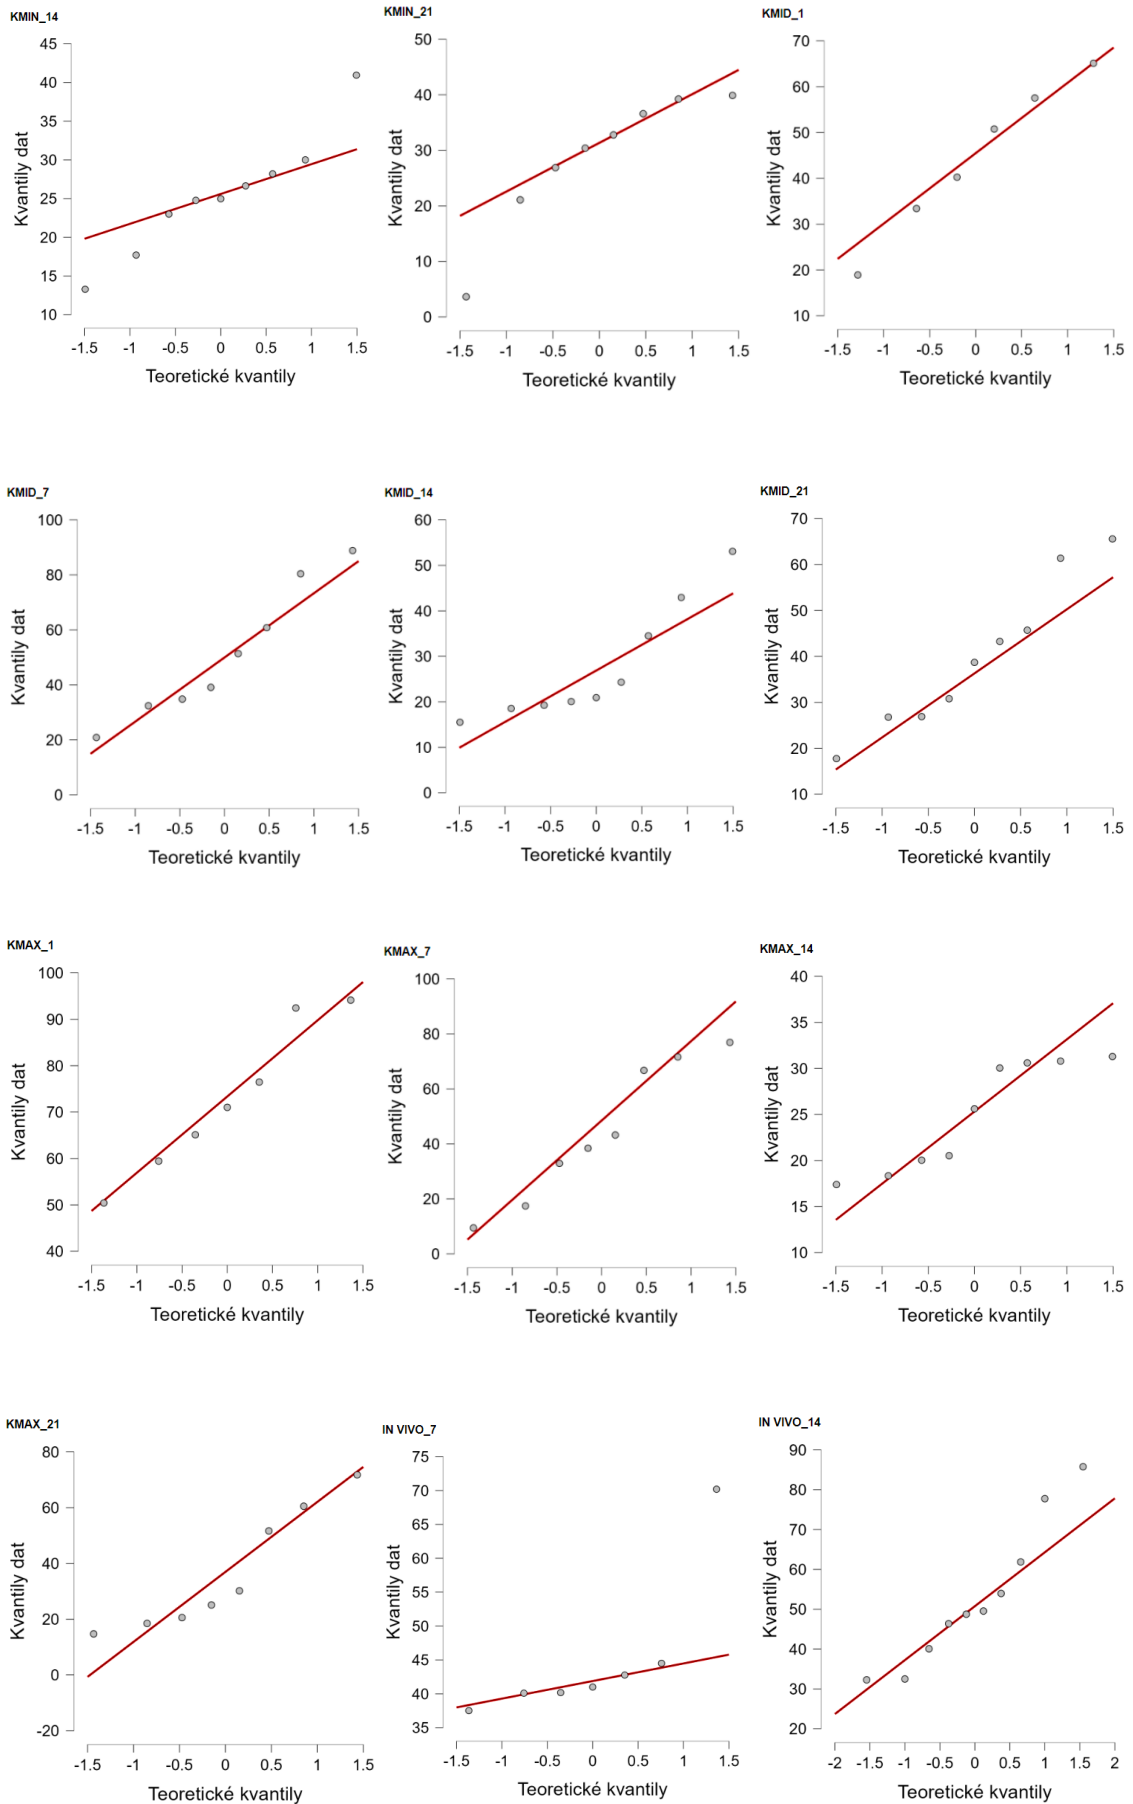 KMIN_14
45
40
35
30
25
20
15
10
Kvantily dat
-1.5 -1 -0.5 0 0.5 1 1.5
Teoretické kvantily
KMIN_21
50
40
30
20
10
0
Kvantily dat
-1.5 -1 -0.5 0 0.5 1 1.5
Teoretické kvantily
KMID_1
70
60
50
40
30
20
10
Kvantily dat
-1.5 -1 -0.5 0 0.5 1 1.5
Teoretické kvantily
KMID_7
100
80
60
40
20
0
Kvantily dat
-1.5 -1 -0.5 0 0.5 1 1.5
Teoretické kvantily
KMID_14
60
50
40
30
20
10
0
Kvantily dat
-1.5 -1 -0.5 0 0.5 1 1.5
Teoretické kvantily
KMID_21
70
60
50
40
30
20
10
Kvantily dat
-1.5 -1 -0.5 0 0.5 1 1.5
Teoretické kvantily
KMAX_1
100
90
80
70
60
50
40
Kvantily dat
-1.5 -1 -0.5 0 0.5 1 1.5
Teoretické kvantily
KMAX_7
100
80
60
40
20
0
Kvantily dat
-1.5 -1 -0.5 0 0.5 1 1.5
Teoretické kvantily
KMAX_14
40
35
30
25
20
15
10
Kvantily dat
-1.5 -1 -0.5 0 0.5 1 1.5
Teoretické kvantily
KMAX_21
80
60
40
20
0
-20
Kvantily dat
-1.5 -1 -0.5 0 0.5 1 1.5
Teoretické kvantily
IN VIVO_7
75
70
65
60
55
50
45
40
35
Kvantily dat
-1.5 -1 -0.5 0 0.5 1 1.5
Teoretické kvantily
IN VIVO_14
90
80
70
60
50
40
30
20
Kvantily dat
-2 -1.5 -1 -0.5 0 0.5 1 1.5 2
Teoretické kvantily